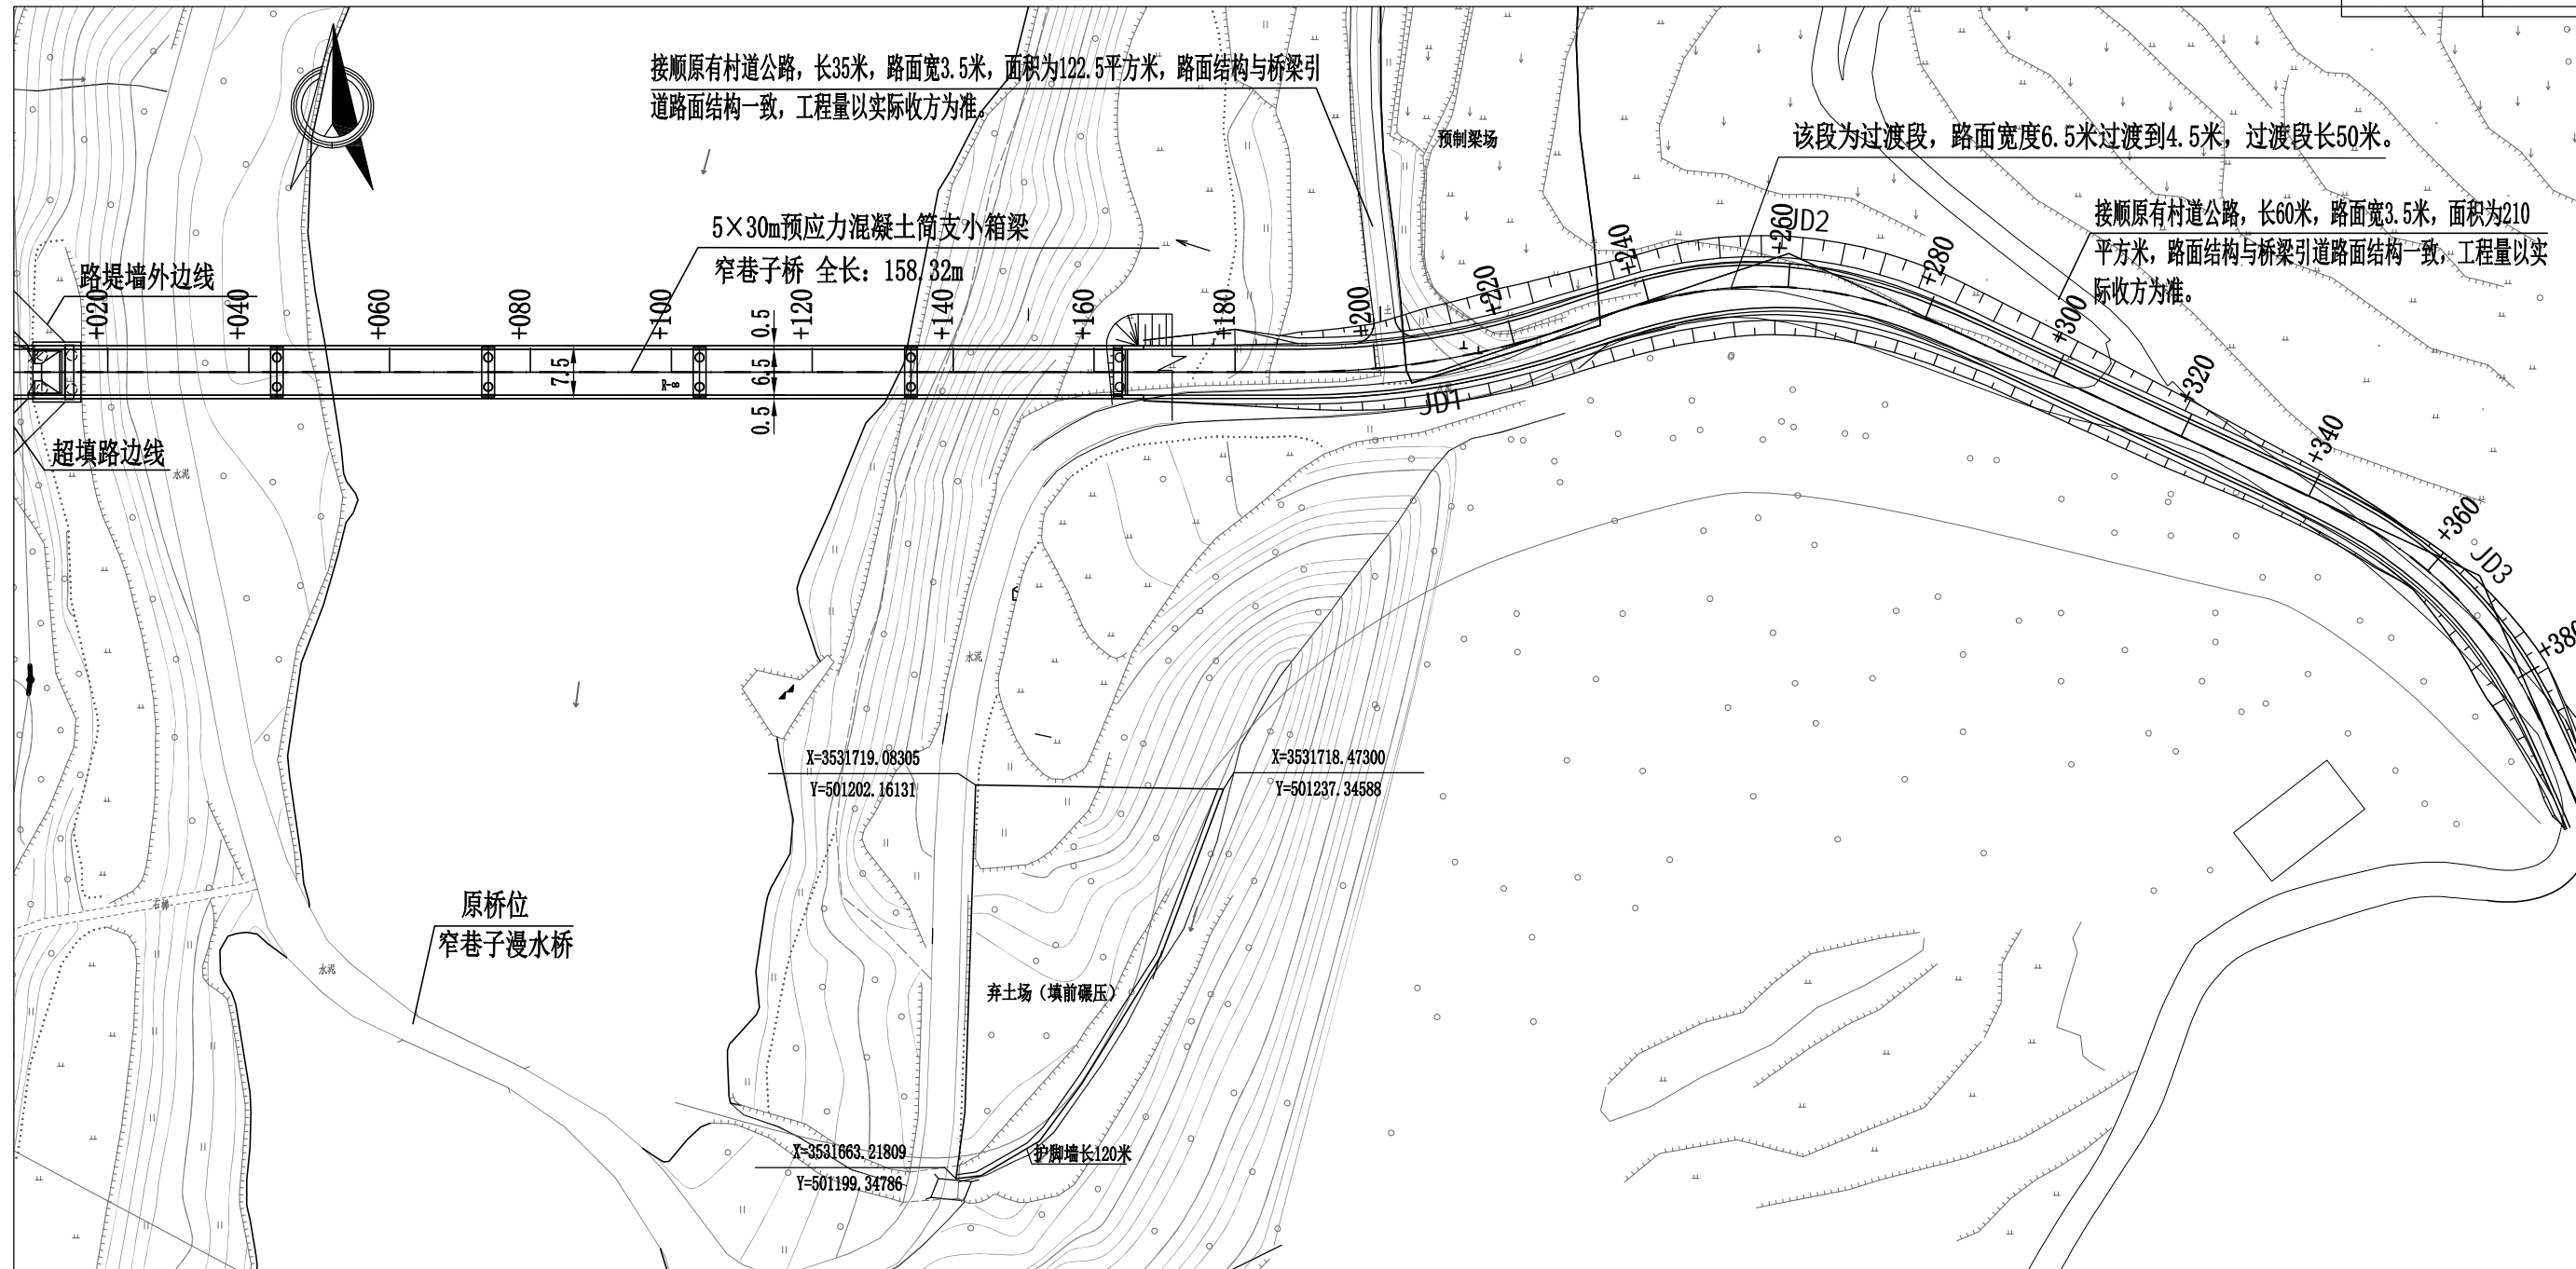 接顺原有村道公路，长35米，路面宽3.5米，面积为122.5平方米，路面结构与桥梁引
道路面结构一致，工程量以实际收方为准。
预制梁场
该段为过渡段，路面宽度6.5米过渡到4.5米，过渡段长50米。
接顺原有村道公路，长60米，路面宽3.5米，面积为210
平方米，路面结构与桥梁引道路面结构一致，工程量以实
际收方为准。
5×30m预应力混凝土简支小箱梁
窄巷子桥 全长：158.32m
路堤墙外边线
+020
+040
+060
+080
+100
+120
+140
+160
+180
+200
+220
+240
+260
JD2
+280
+300
+320
+340
+360
JD3
+380
0.5
7.5
6.5
0.5
JD1
超填路边线
水泥
水泥
X=3531719.08305
Y=501202.16131
X=3531718.47300
Y=501237.34588
原桥位
窄巷子漫水桥
水泥
弃土场（填前碾压）
X=3531663.21809
Y=501199.34786
护脚墙长120米